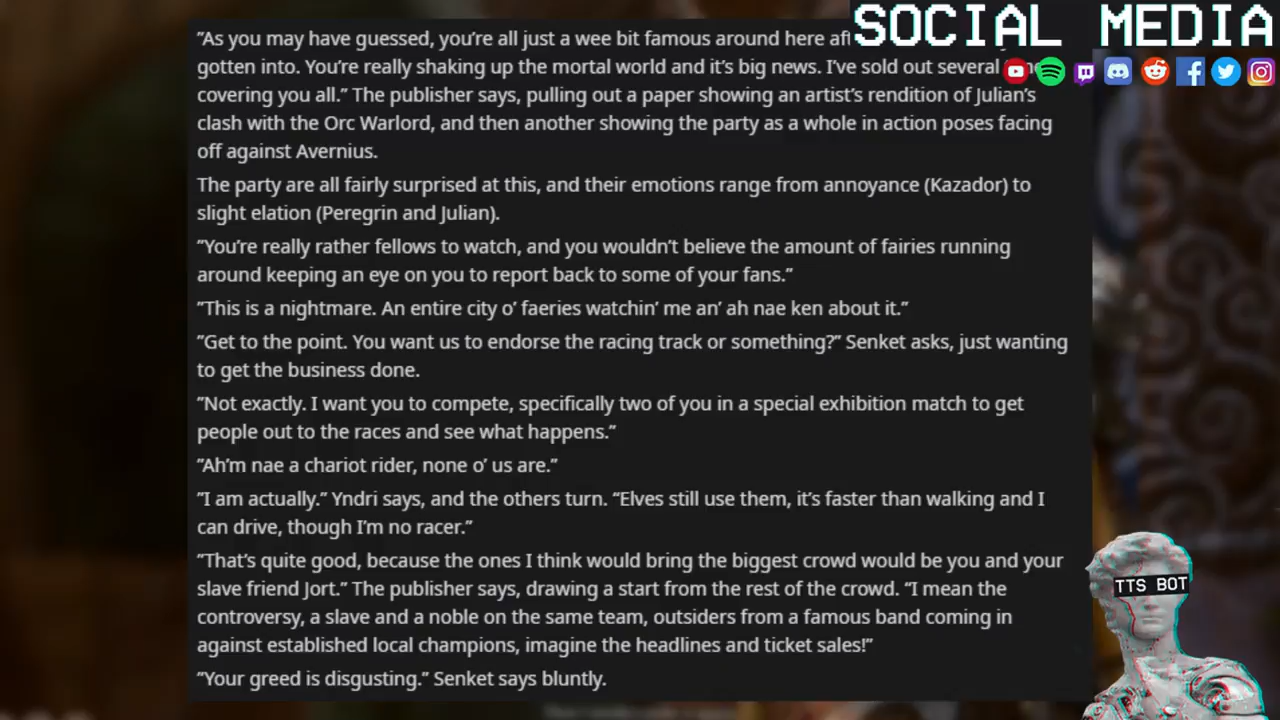 SOCIAL MEDIA
"As you may have guessed, you're all just a wee bit famous around here
gotten into. You're really shaking up the mortal world and it's big news. I've sold out several
covering you all." The publisher says, pulling out a paper showing an artist's rendition of Julian's
clash with the Orc Warlord, and then another showing the party as a whole in action poses facing
off against Avernius.
The party are all fairly surprised at this, and their emotions range from annoyance (Kazador) to
slight elation (Peregrin and Julian).
"You're really rather fellows to watch, and you wouldn't believe the amount of fairies running
around keeping an eye on you to report back to some of your fans."
"This is a nightmare. An entire city o' faeries watchin' me an' ah nae ken about it."
"Get to the point. You want us to endorse the racing track or something?" Senket asks, just wanting
to get the business done.
"Not exactly. I want you to compete, specifically two of you in a special exhibition match to get
people out to the races and see what happens."
"Ah'm nae a chariot rider, none o' us are."
"I am actually." Yndri says, and the others turn. "Elves still use them, it's faster than walking and I
can drive, though I'm no racer."
"That's quite good, because the ones I think would bring the biggest crowd would be you and your
slave friend Jort." The publisher says, drawing a start from the rest of the crowd. "I mean the
controversy, a slave and a noble on the same team, outsiders from a famous band coming in
against established local champions, imagine the headlines and ticket sales!"
"Your greed is disgusting." Senket says bluntly.
TTS BOT